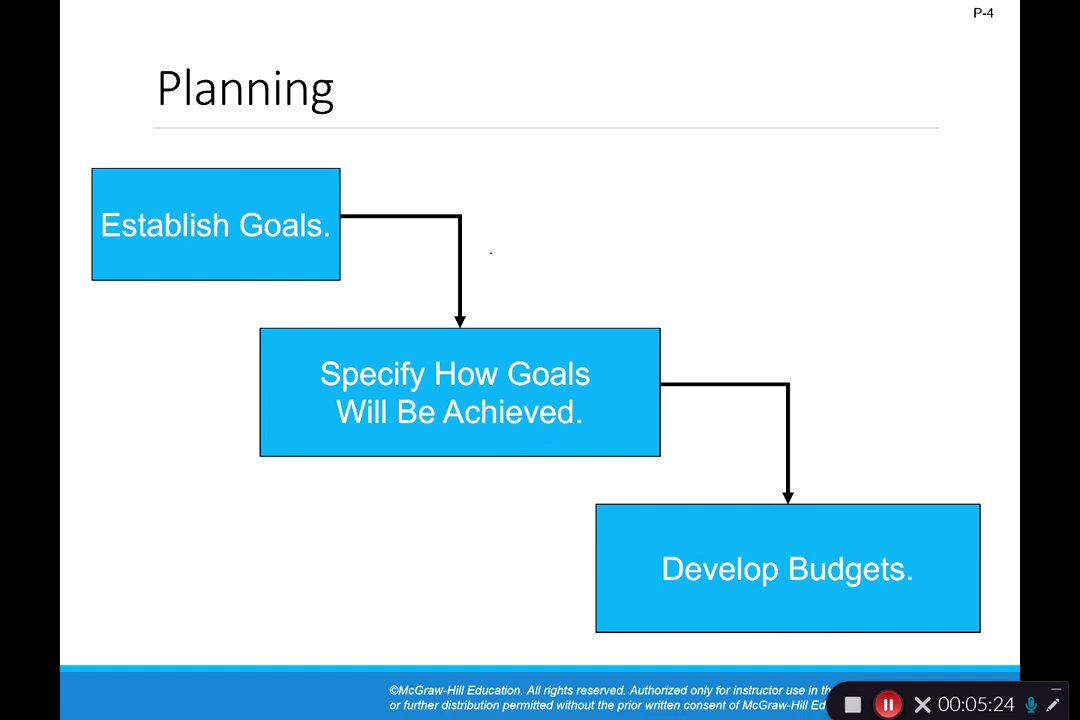 P-4
Planning
Establish Goals.
Specify How Goals
Will Be Achieved.
Develop Budgets.
©McGraw-Hill Education. All rights reserved. Authorized only for instructor use in
or further distribution permitted without the prior written consent of McGraw-Hill
00:05:24